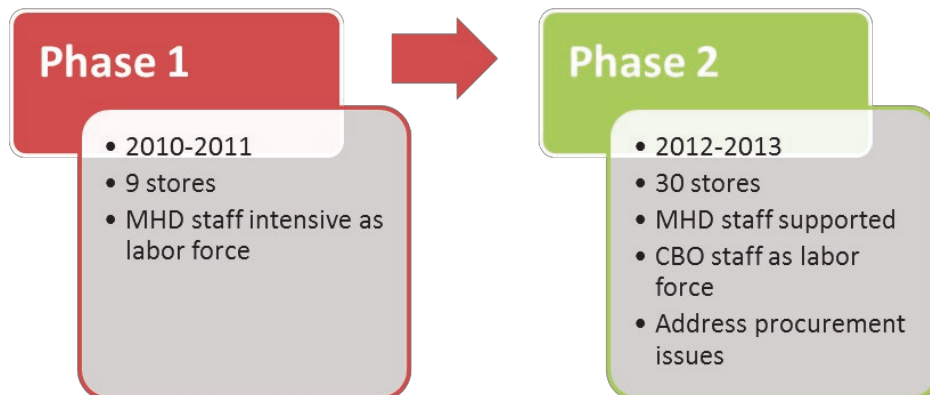 Phase 1
• 2010-2011
• 9 stores
• MHD staff intensive as
labor force
Phase 2
• 2012-2013
• 30 stores
• MHD staff supported
• CBO staff as labor
force
• Address procurement
issues